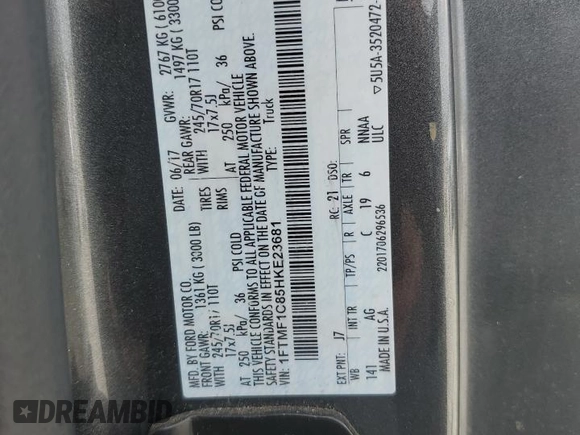 MFD. BY FORD MOTOR CO.
DATE: 06/17 GVWR: 2767 KG ( 610
FRONT GAWR: 1361 KG ( 3000 LB) REAR GAWR: 1497 KG ( 3300
WITH 245/70R17 110T TIRES WITH 245/70R17 110T
17x7.5J RIMS 17x7.5J
AT 250 kPa/ 36 PSI COLD AT 250 kPa/ 36 PSI COL
THIS VEHICLE CONFORMS TO ALL APPLICABLE FEDERAL MOTOR VEHICLE
SAFETY STANDARDS IN EFFECT ON THE DATE OF MANUFACTURE SHOWN ABOVE.
VIN: 1FTMF1C85HKE23681 TYPE: Truck
EXT PNT: J7 RC: 21 DSO:
WB INT TR TP/PS R AXLE TR SPR
141 AG C 19 6 NNAA
ULC
MADE IN U.S.A. 2201706296536 ▽5U5A-3520472-
DREAMBID